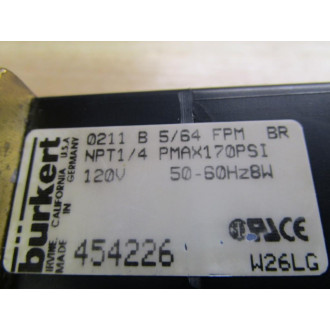 burkert
IRVINE CALIFORNIA U.S.A
MADE IN GERMANY
0211 B 5/64 FPM BR
NPT1/4 PMAX170PSI
120V 50-60Hz8W
454226
W26LG